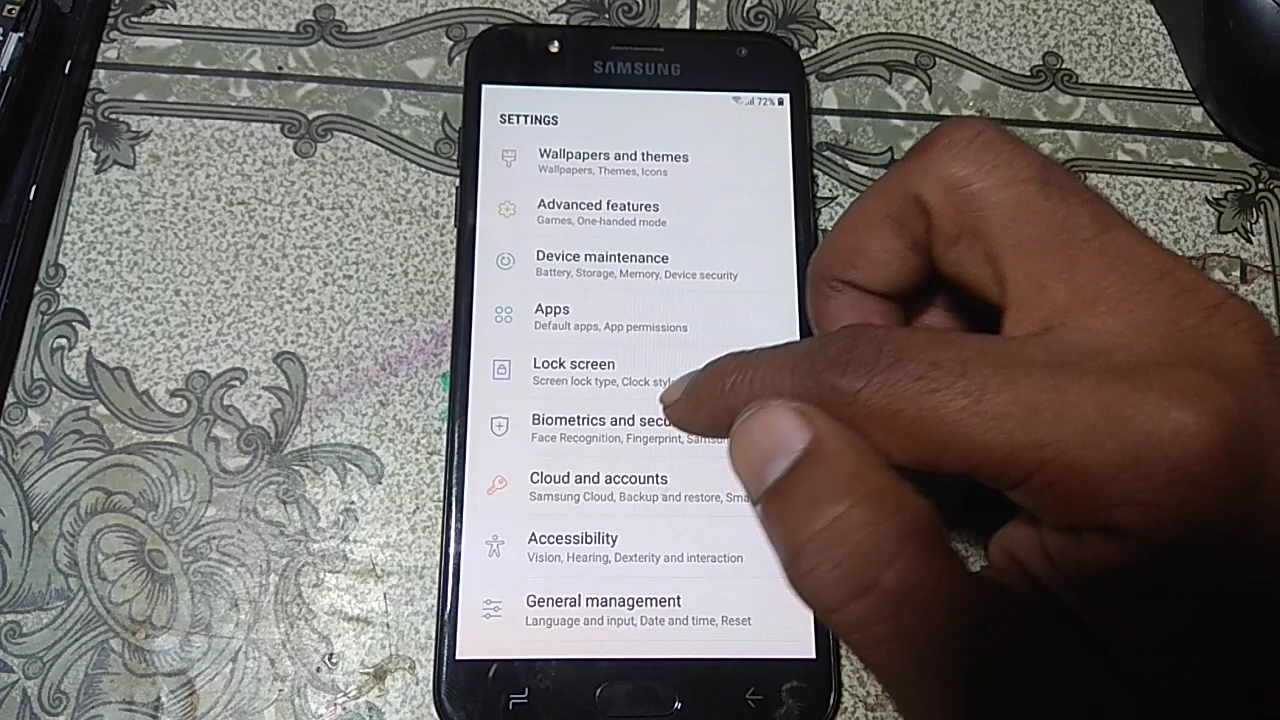 SAMSUNG
72%
SETTINGS
Wallpapers and themes
Wallpapers, Themes, Icons
Advanced features
Games, One-handed mode
Device maintenance
Battery, Storage, Memory, Device security
Apps
Default apps, App permissions
Lock screen
Screen lock type, Clock
Biometrics and
Face Recognition, Fingerprint,
Cloud and accounts
Samsung Cloud, Backup and restore,
Accessibility
Vision, Hearing, Dexterity and interaction
General management
Language and input, Date and time, Reset